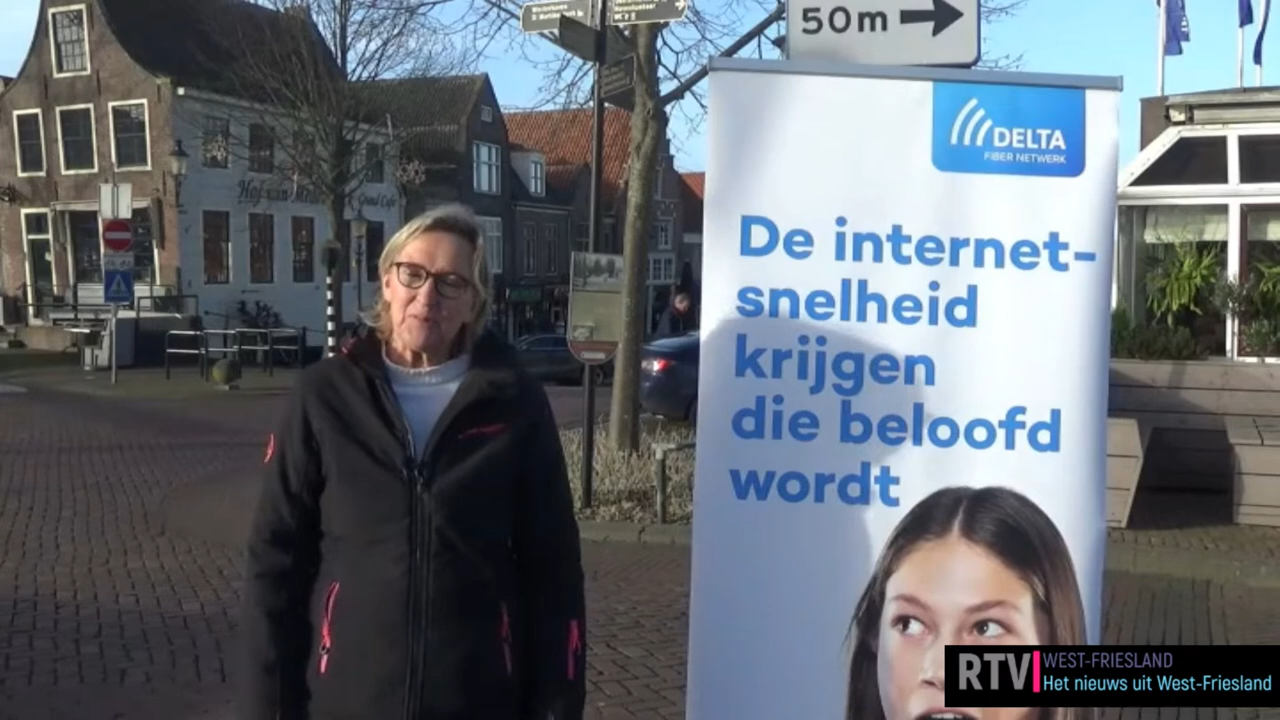 50m
DELTA
FIBER NETWERK
De internet-
snelheid
krijgen
die beloofd
wordt
RTV
WEST-FRIESLAND
Het nieuws uit West-Friesland